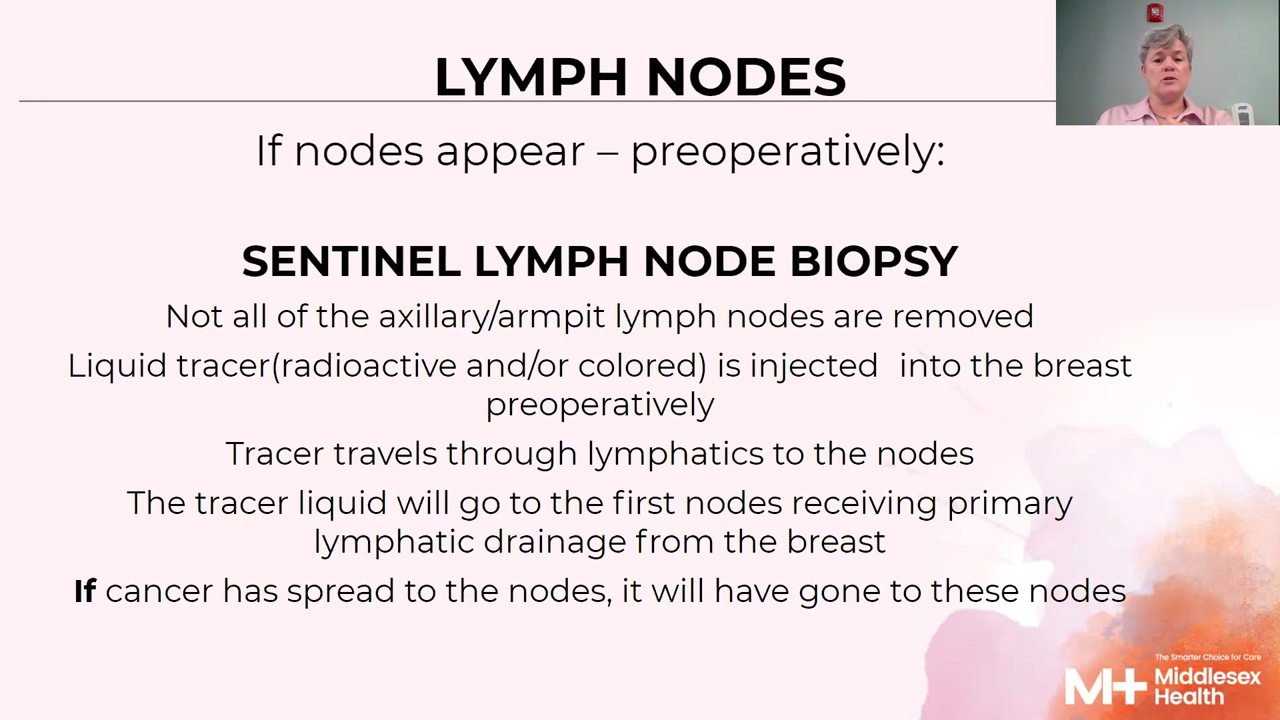 LYMPH NODES
If nodes appear – preoperatively:
SENTINEL LYMPH NODE BIOPSY
Not all of the axillary/armpit lymph nodes are removed
Liquid tracer(radioactive and/or colored) is injected into the breast
preoperatively
Tracer travels through lymphatics to the nodes
The tracer liquid will go to the first nodes receiving primary
lymphatic drainage from the breast
If cancer has spread to the nodes, it will have gone to these nodes
The Smarter Choice for Care
M+ Middlesex
Health